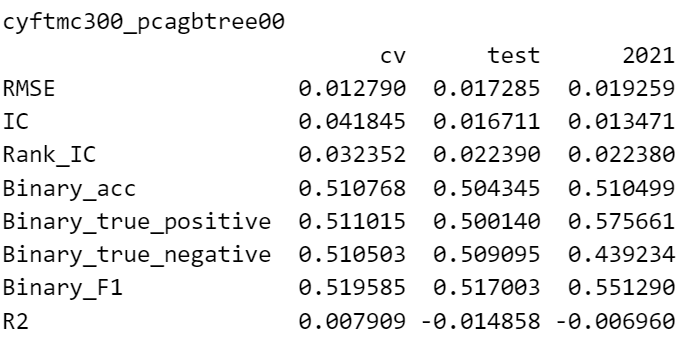 cyftmc300_pcagbtree00
cv test 2021
RMSE 0.012790 0.017285 0.019259
IC 0.041845 0.016711 0.013471
Rank_IC 0.032352 0.022390 0.022380
Binary_acc 0.510768 0.504345 0.510499
Binary_true_positive 0.511015 0.500140 0.575661
Binary_true_negative 0.510503 0.509095 0.439234
Binary_F1 0.519585 0.517003 0.551290
R2 0.007909 -0.014858 -0.006960